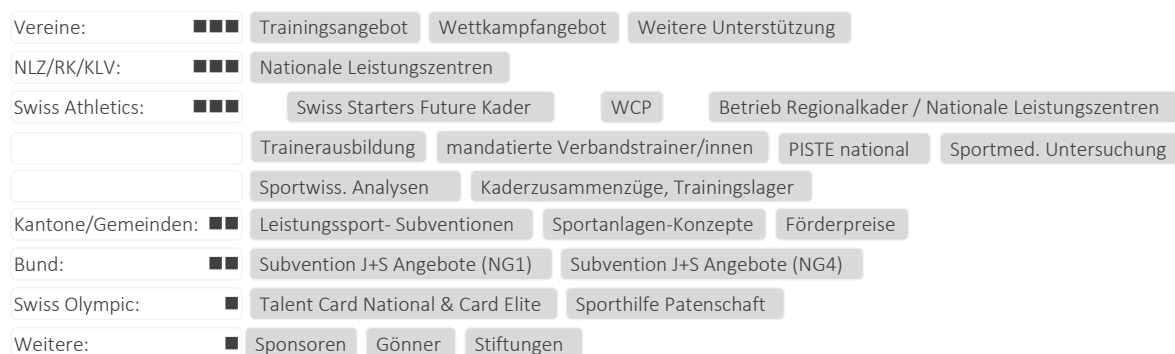 Vereine: ■■■ Trainingsangebot Wettkampfangebot Weitere Unterstützung
NLZ/RK/KLV: ■■■ Nationale Leistungszentren
Swiss Athletics: ■■■ Swiss Starters Future Kader WCP Betrieb Regionalkader / Nationale Leistungszentren
Trainerausbildung mandatierte Verbandstrainer/innen PISTE national Sportmed. Untersuchung
Sportwiss. Analysen Kaderzusammenzüge, Trainingslager
Kantone/Gemeinden: ■■ Leistungssport- Subventionen Sportanlagen-Konzepte Förderpreise
Bund: ■■ Subvention J+S Angebote (NG1) Subvention J+S Angebote (NG4)
Swiss Olympic: ■ Talent Card National & Card Elite Sporthilfe Patenschaft
Weitere: ■ Sponsoren Gönner Stiftungen